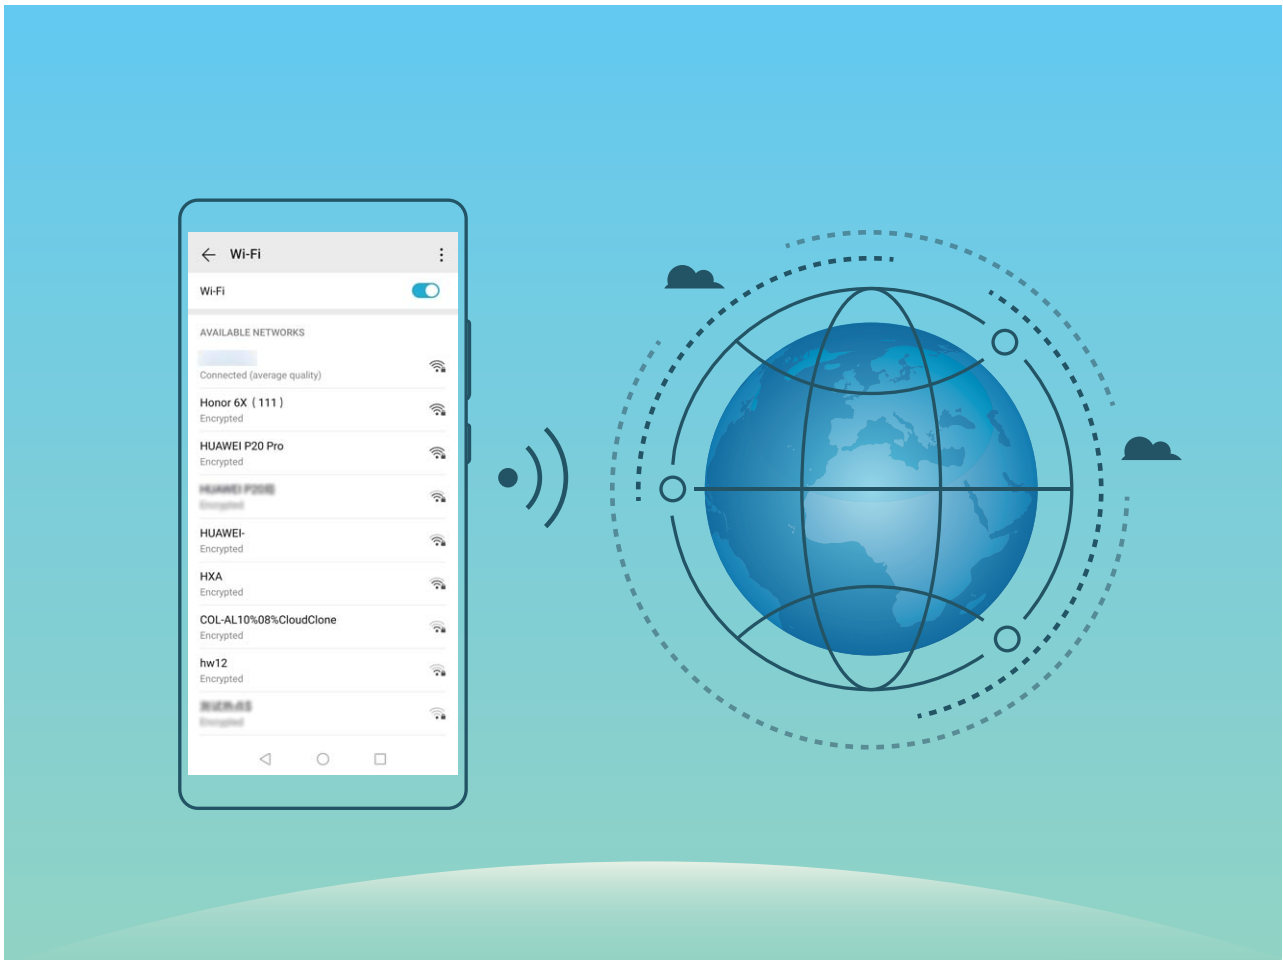 Wi-Fi
Wi-Fi
AVAILABLE NETWORKS
Connected (average quality)
Honor 6X ( 111 )
Encrypted
HUAWEI P20 Pro
Encrypted
HUAWEI-
Encrypted
HXA
Encrypted
COL-AL10%08%CloudClone
Encrypted
hw12
Encrypted